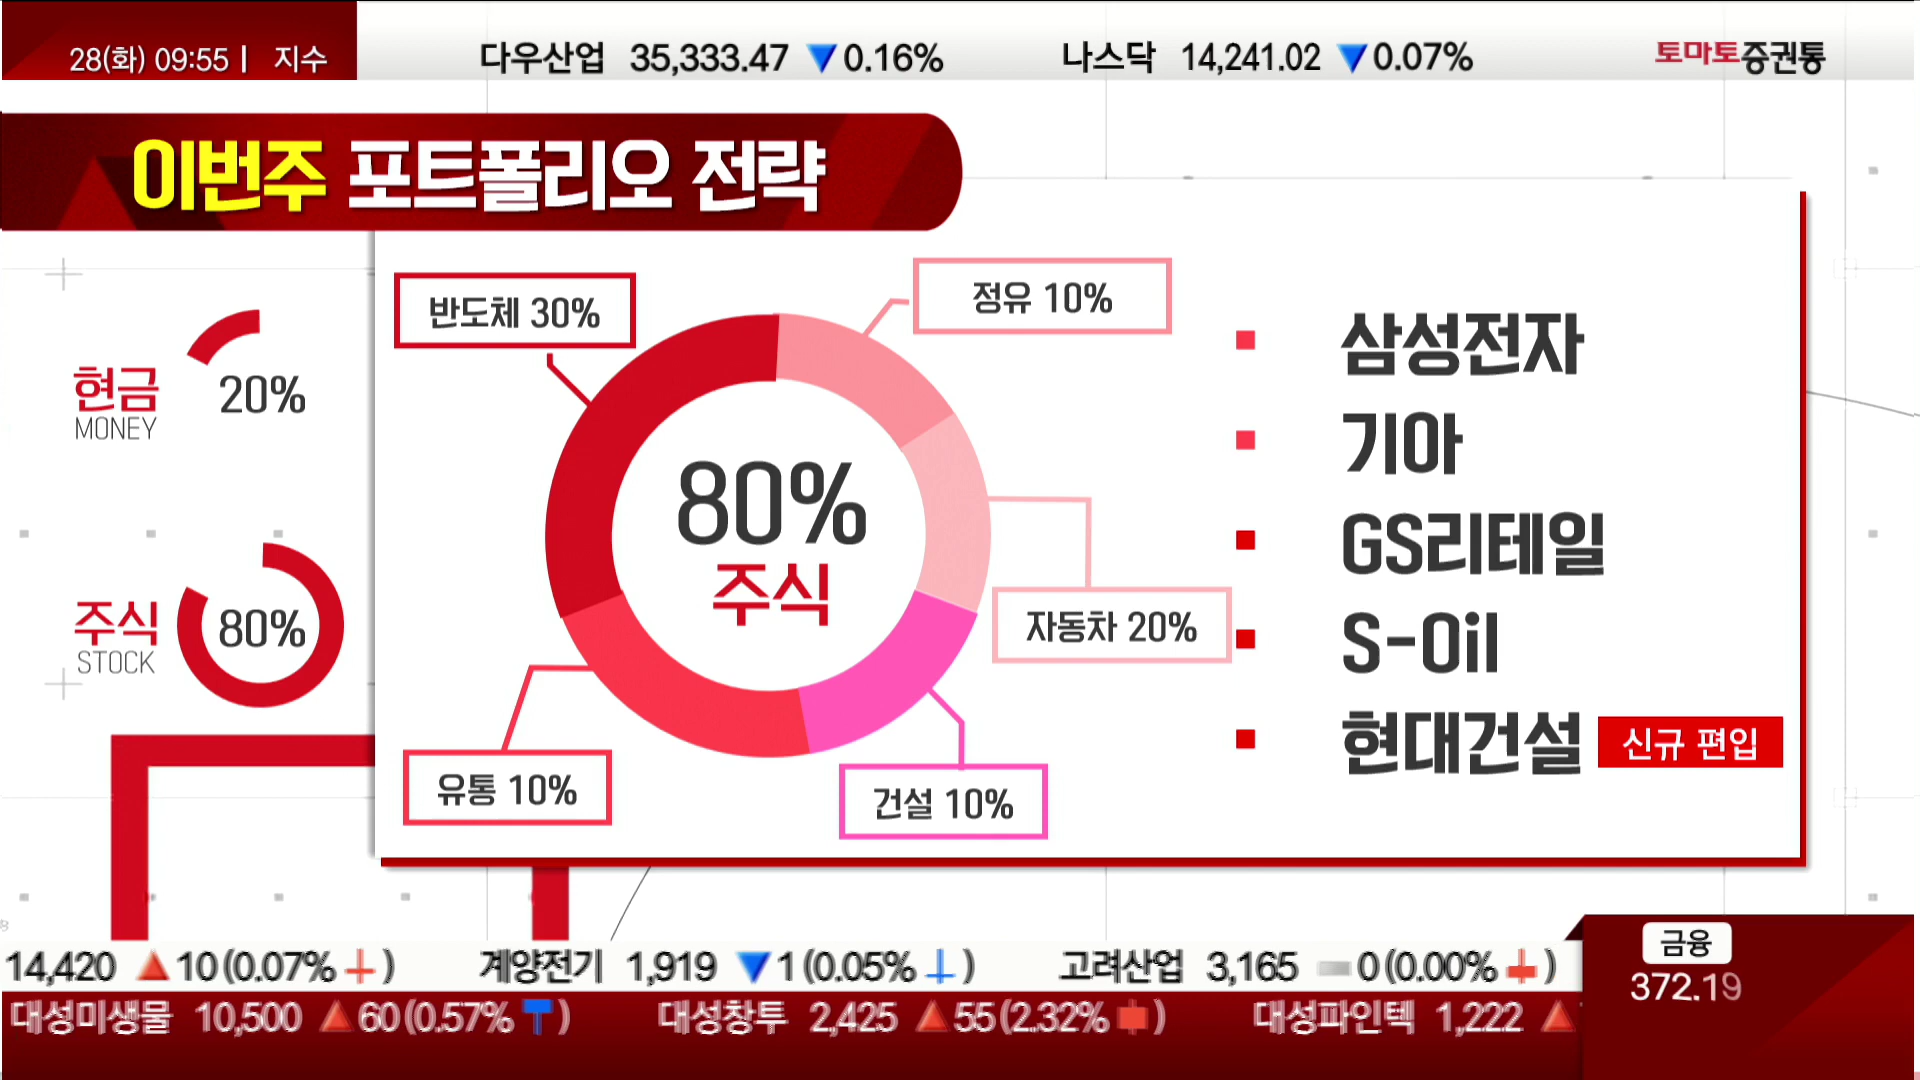 28(화) 09:55 | 지수
다우산업 35,333.47 ▼0.16%
나스닥 14,241.02 ▼0.07%
토마토증권통
이번주 포트폴리오 전략
반도체 30%
정유 10%
현금
MONEY
20%
80%
주식
자동차 20%
주식
STOCK
80%
유통 10%
건설 10%
삼성전자
기아
GS리테일
S-Oil
현대건설 신규 편입
14,420 ▲10(0.07% )
계양전기 1,919 ▼1(0.05% )
고려산업 3,165 0(0.00% )
금융
372.19
대성미생물 10,500 ▲60(0.57% )
대성창투 2,425 ▲55(2.32% )
대성파인텍 1,222 ▲